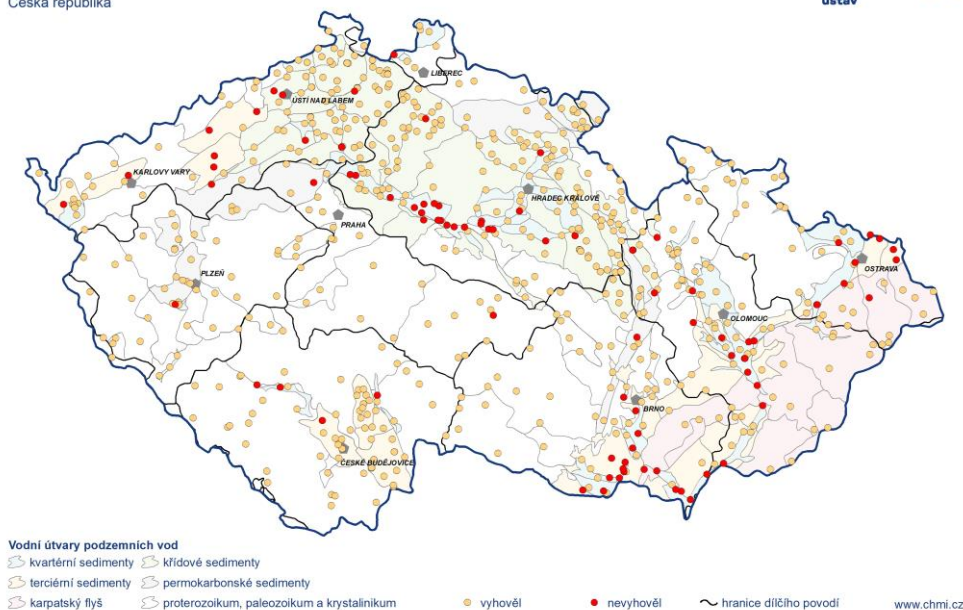 Česká republika
ústav
LIBEREC
ÚSTÍ NAD LABEM
KARLOVY VARY
HRADEC KRÁLOVÉ
PRAHA
PLZEŇ
OSTRAVA
OLOMOUC
BRNO
ČESKÉ BUDĚJOVICE
Vodní útvary podzemních vod
kvartérní sedimenty křídové sedimenty
terciérní sedimenty permokarbonské sedimenty
karpatský flyš proterozoikum, paleozoikum a krystalinikum vyhověl nevyhověl hranice dílčího povodí www.chmi.cz